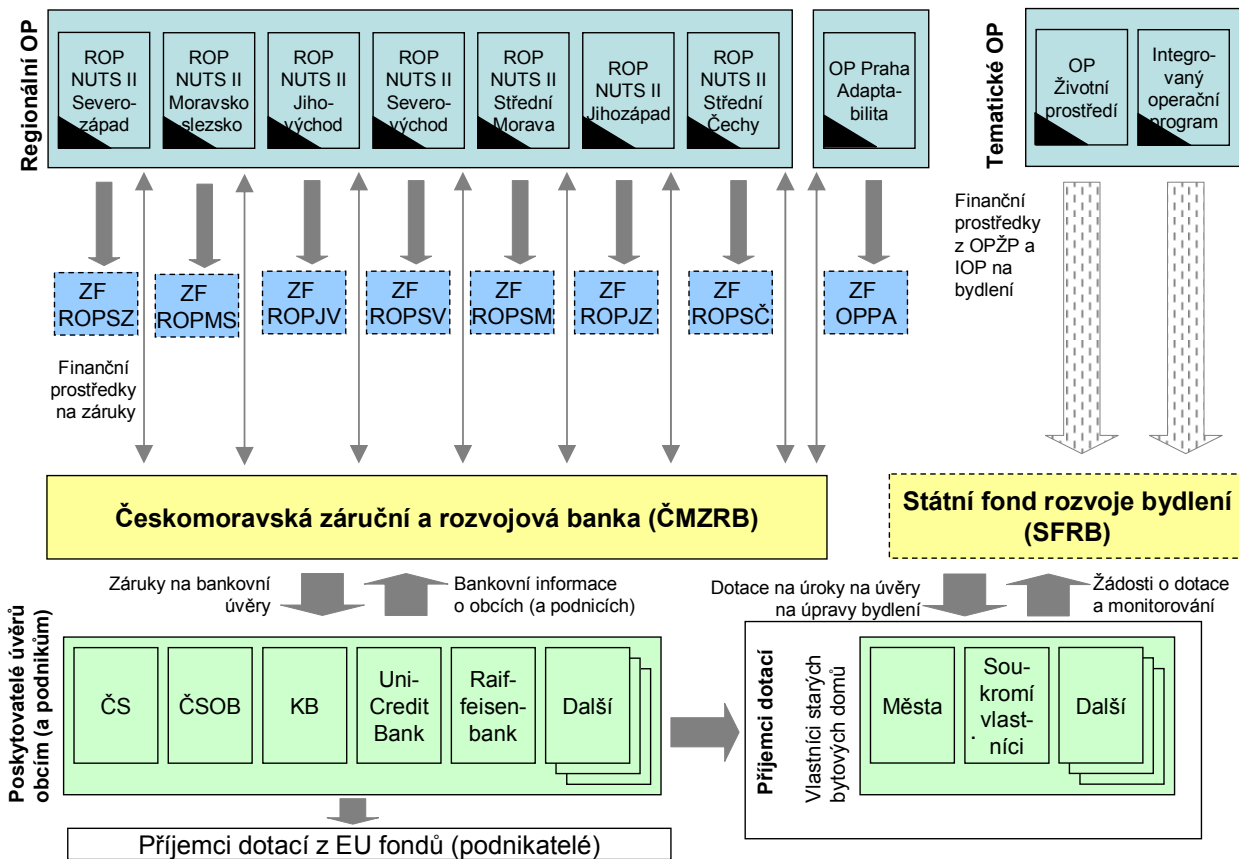 Regionální OP
ROP
NUTS II
Severo-
západ
ROP
NUTS II
Moravsko
slezsko
ROP
NUTS II
Jiho-
východ
ROP
NUTS II
Severo-
východ
ROP
NUTS II
Střední
Morava
ROP
NUTS II
Jihozápad
ROP
NUTS II
Střední
Čechy
OP Praha
Adapta-
bilita
Tematické OP
OP
Životní
prostředí
Integro-
vaný
operační
program
ZF
ROPSZ
ZF
ROPMS
ZF
ROPJV
ZF
ROPSV
ZF
ROPSM
ZF
ROPJZ
ZF
ROPSČ
ZF
OPPA
Finanční
prostředky
z OPŽP a
IOP na
bydlení
Finanční
prostředky
na záruky
Českomoravská záruční a rozvojová banka (ČMZRB)
Státní fond rozvoje bydlení
(SFRB)
Záruky na bankovní
úvěry
Bankovní informace
o obcích (a podnicích)
Dotace na úroky na úvěry
na úpravy bydlení
Žádosti o dotace
a monitorování
Poskytovatelé úvěrů
obcím (a podnikům)
ČS
ČSOB
KB
Uni-
Credit
Bank
Raif-
feisen-
bank
Další
Příjemci dotací
Vlastníci starých
bytových domů
Města
Sou-
kromí
vlast-
níci
Další
Příjemci dotací z EU fondů (podnikatelé)